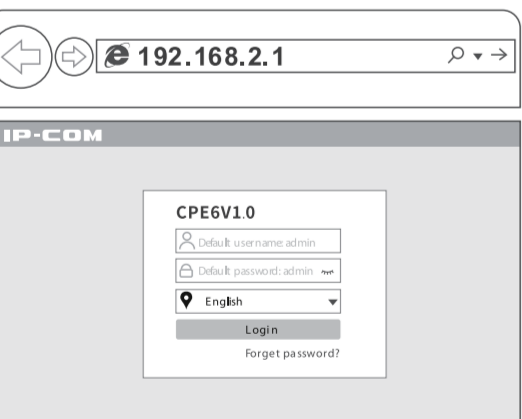 192.168.2.1
IP-COM
CPE6V1.0
Default username: admin
Default password: admin
English
Login
Forget password?